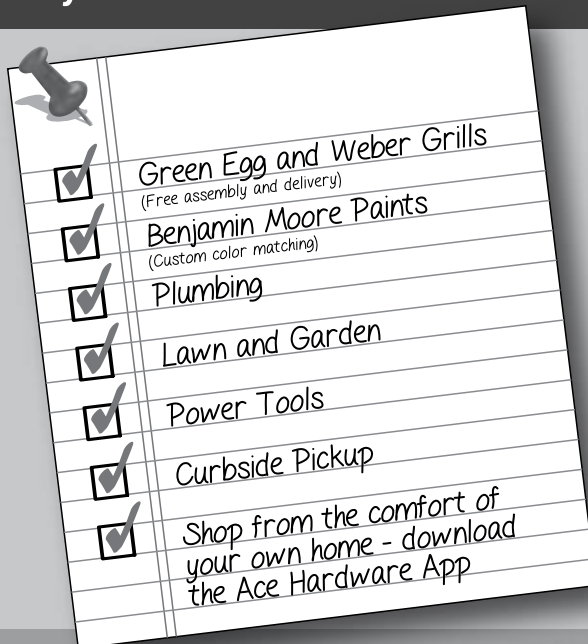 Green Egg and Weber Grills
(Free assembly and delivery)
Benjamin Moore Paints
(Custom color matching)
Plumbing
Lawn and Garden
Power Tools
Curbside Pickup
Shop from the comfort of
your own home - download
the Ace Hardware App